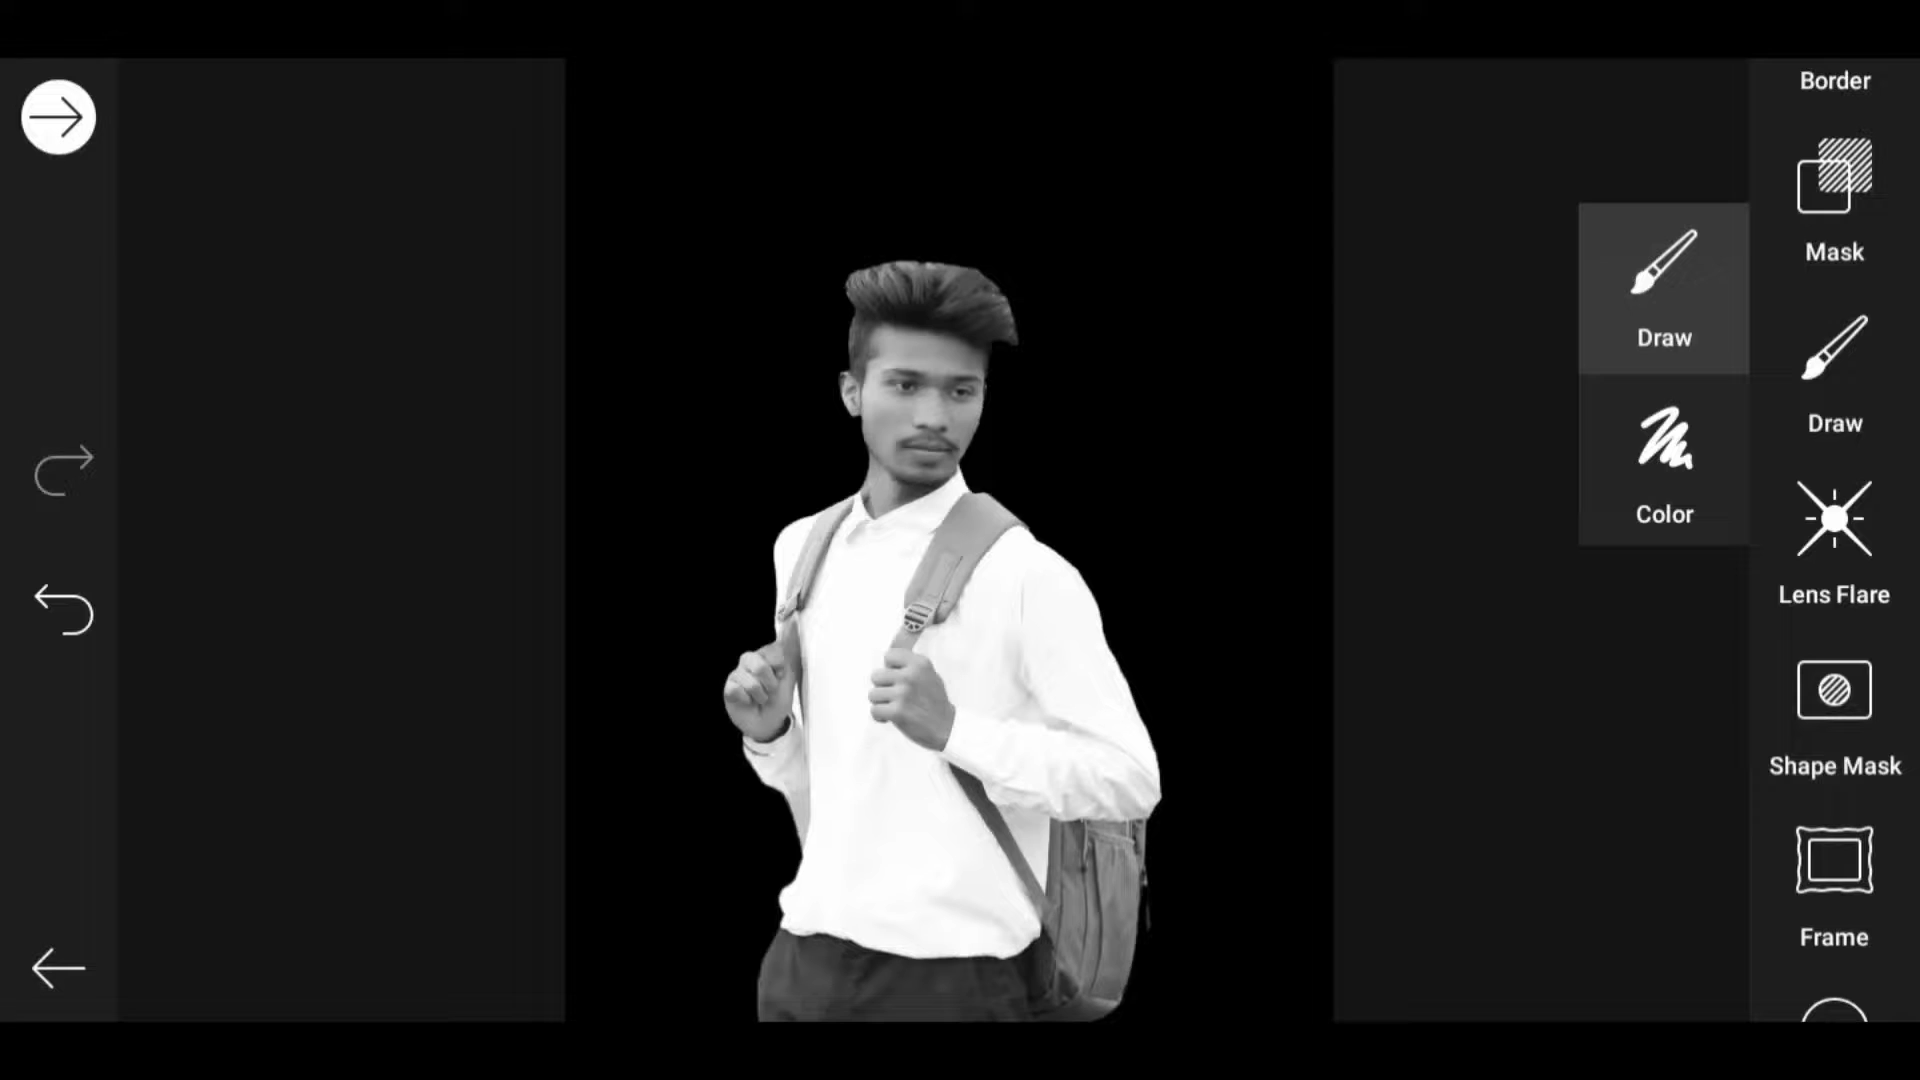 Border
Mask
Draw
Draw
Color
Lens Flare
Shape Mask
Frame